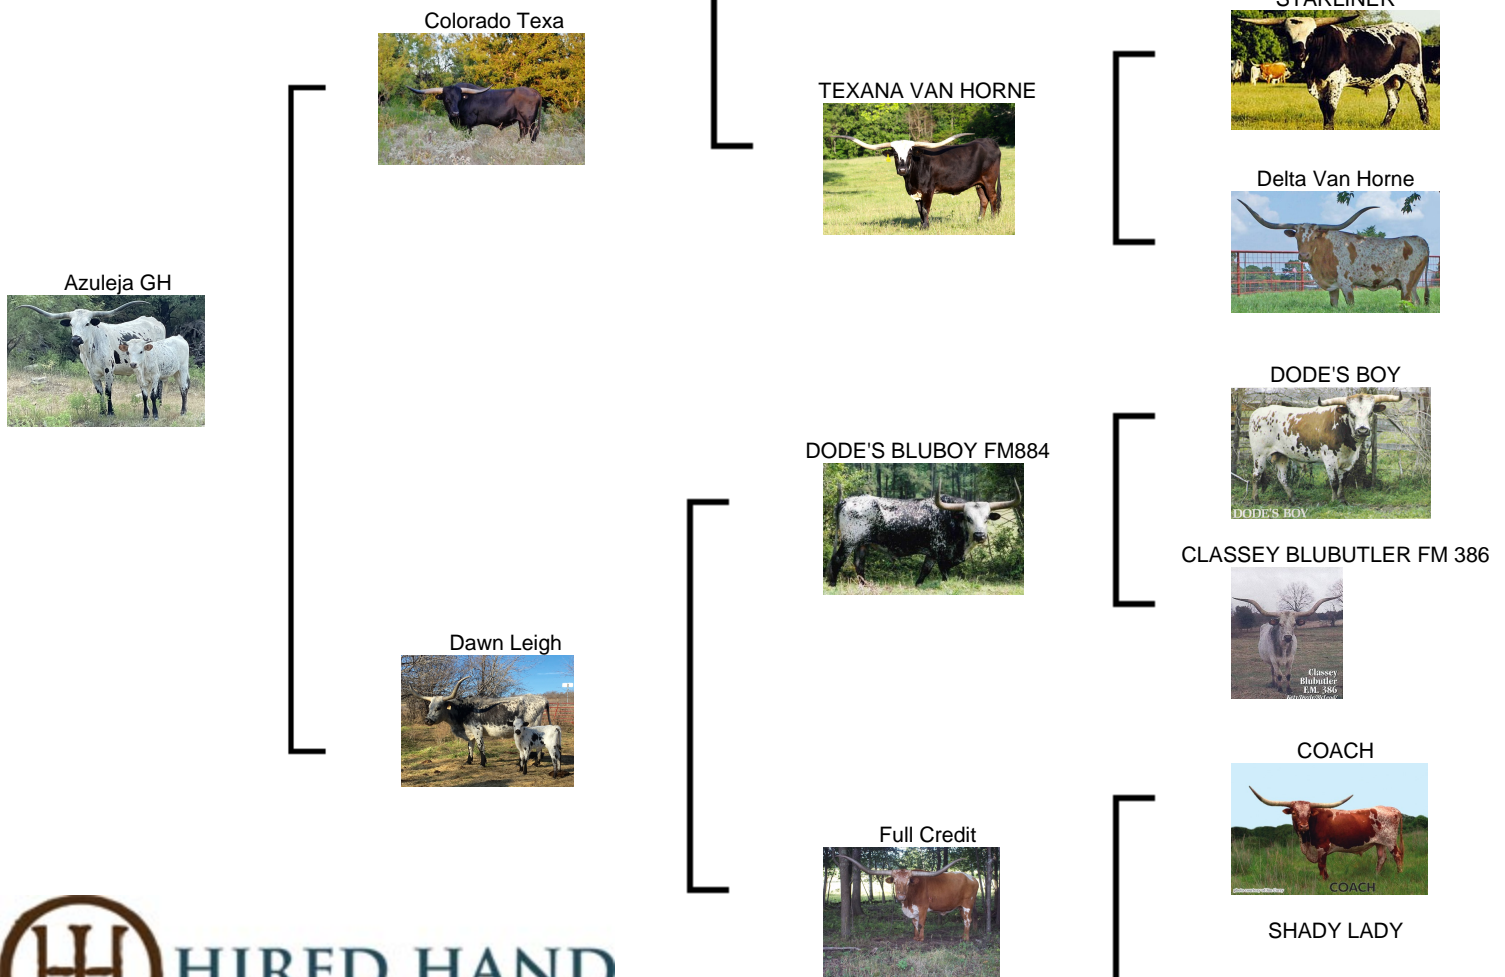 STARLINER
Colorado Texa
TEXANA VAN HORNE
Delta Van Horne
Azuleja GH
DODE'S BOY
DODE'S BOY
DODE'S BLUBOY FM884
CLASSEY BLUBUTLER FM 386
Classey
Blubutler
F.M. 386
Dawn Leigh
COACH
COACH
Full Credit
SHADY LADY
HIRED HAND